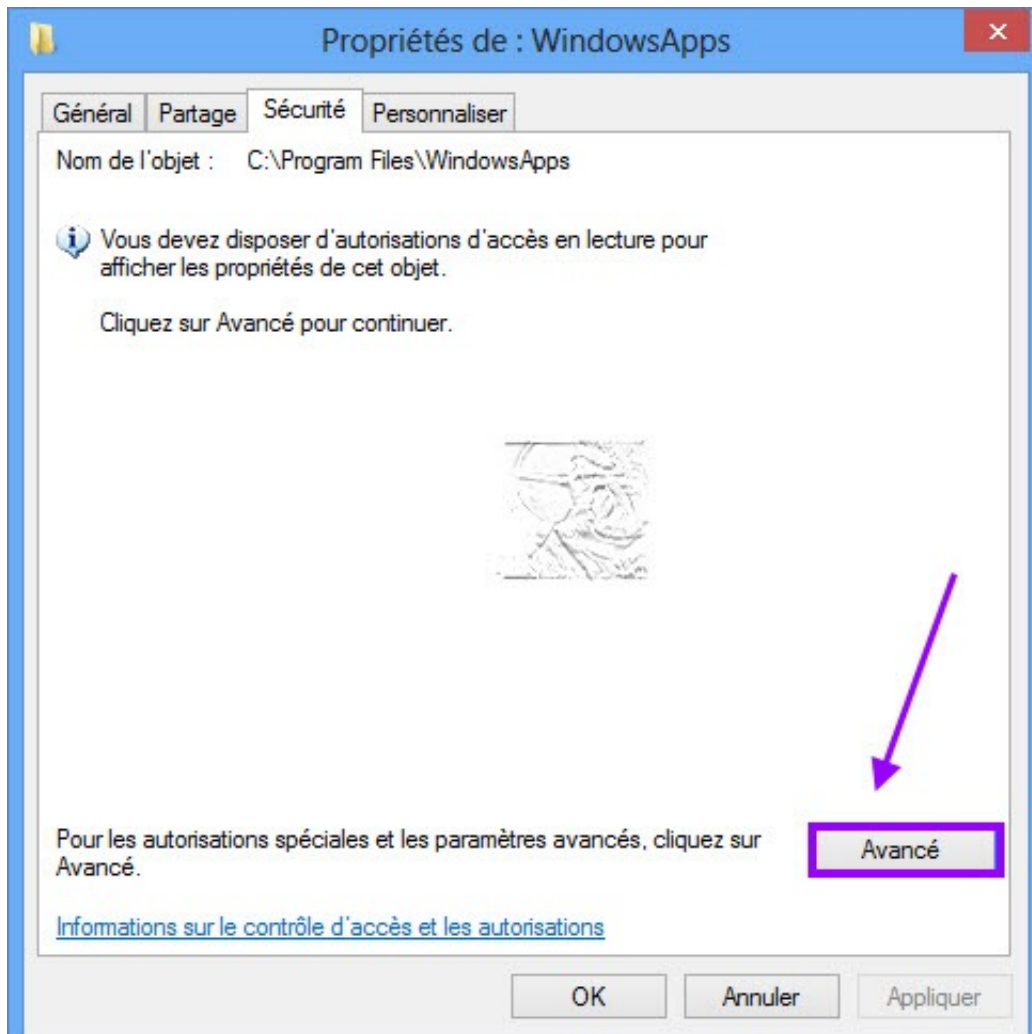 Propriétés de : WindowsApps
Général Partage Sécurité Personnaliser
Nom de l'objet : C:\Program Files\WindowsApps
Vous devez disposer d'autorisations d'accès en lecture pour
afficher les propriétés de cet objet.
Cliquez sur Avancé pour continuer.
Pour les autorisations spéciales et les paramètres avancés, cliquez sur
Avancé.
Avancé
Informations sur le contrôle d'accès et les autorisations
OK Annuler Appliquer